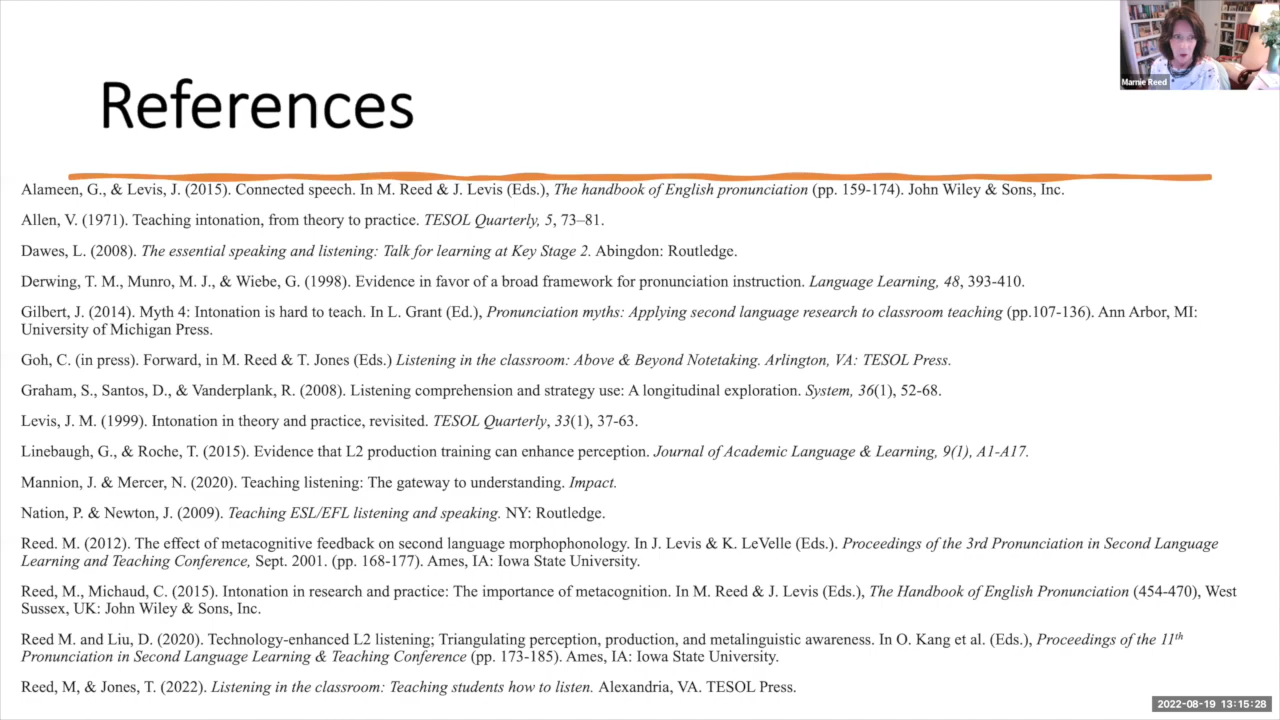 Marnie Reed
References
Alameen, G., & Levis, J. (2015). Connected speech. In M. Reed & J. Levis (Eds.), The handbook of English pronunciation (pp. 159-174). John Wiley & Sons, Inc.
Allen, V. (1971). Teaching intonation, from theory to practice. TESOL Quarterly, 5, 73–81.
Dawes, L. (2008). The essential speaking and listening: Talk for learning at Key Stage 2. Abingdon: Routledge.
Derwing, T. M., Munro, M. J., & Wiebe, G. (1998). Evidence in favor of a broad framework for pronunciation instruction. Language Learning, 48, 393-410.
Gilbert, J. (2014). Myth 4: Intonation is hard to teach. In L. Grant (Ed.), Pronunciation myths: Applying second language research to classroom teaching (pp.107-136). Ann Arbor, MI:
University of Michigan Press.
Goh, C. (in press). Forward, in M. Reed & T. Jones (Eds.) Listening in the classroom: Above & Beyond Notetaking. Arlington, VA: TESOL Press.
Graham, S., Santos, D., & Vanderplank, R. (2008). Listening comprehension and strategy use: A longitudinal exploration. System, 36(1), 52-68.
Levis, J. M. (1999). Intonation in theory and practice, revisited. TESOL Quarterly, 33(1), 37-63.
Linebaugh, G., & Roche, T. (2015). Evidence that L2 production training can enhance perception. Journal of Academic Language & Learning, 9(1), A1-A17.
Mannion, J. & Mercer, N. (2020). Teaching listening: The gateway to understanding. Impact.
Nation, P. & Newton, J. (2009). Teaching ESL/EFL listening and speaking. NY: Routledge.
Reed. M. (2012). The effect of metacognitive feedback on second language morphophonology. In J. Levis & K. LeVelle (Eds.). Proceedings of the 3rd Pronunciation in Second Language
Learning and Teaching Conference, Sept. 2001. (pp. 168-177). Ames, IA: Iowa State University.
Reed, M., Michaud, C. (2015). Intonation in research and practice: The importance of metacognition. In M. Reed & J. Levis (Eds.), The Handbook of English Pronunciation (454-470), West
Sussex, UK: John Wiley & Sons, Inc.
Reed M. and Liu, D. (2020). Technology-enhanced L2 listening; Triangulating perception, production, and metalinguistic awareness. In O. Kang et al. (Eds.), Proceedings of the 11th
Pronunciation in Second Language Learning & Teaching Conference (pp. 173-185). Ames, IA: Iowa State University.
Reed, M, & Jones, T. (2022). Listening in the classroom: Teaching students how to listen. Alexandria, VA. TESOL Press.
2022-08-19 13:15:28